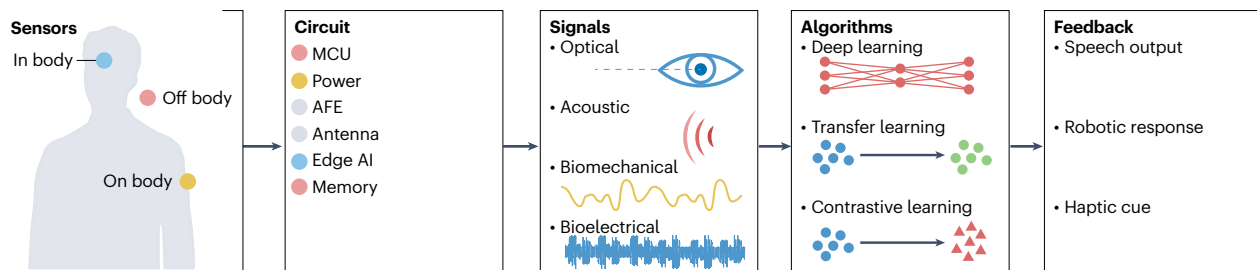 Sensors
In body
Off body
On body
Circuit
MCU
Power
AFE
Antenna
Edge AI
Memory
Signals
• Optical
• Acoustic
• Biomechanical
• Bioelectrical
Algorithms
• Deep learning
• Transfer learning
• Contrastive learning
Feedback
• Speech output
• Robotic response
• Haptic cue